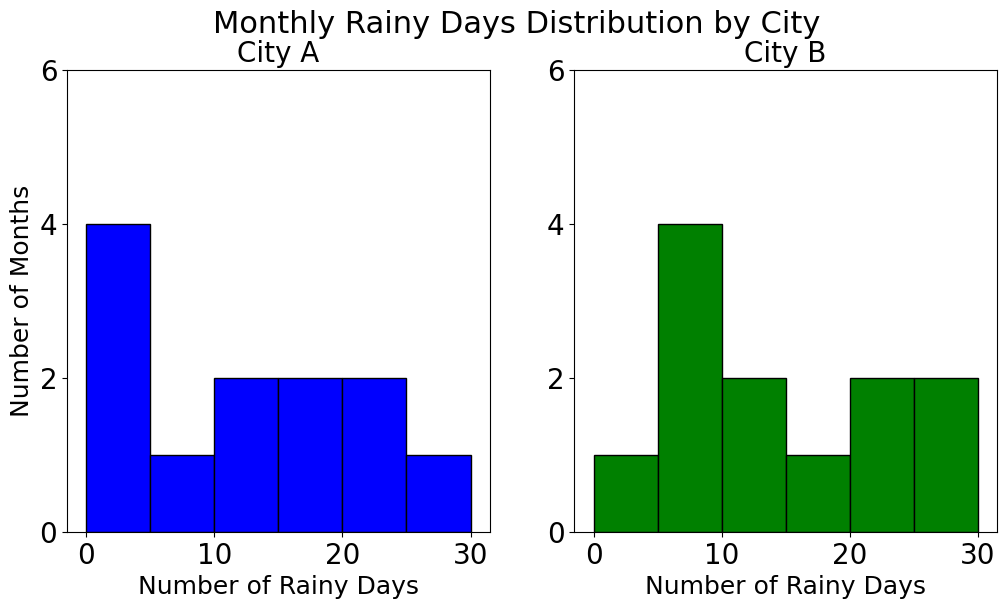 Monthly Rainy Days Distribution by City
City A
6
4
2
0
Number of Months
0 10 20 30
Number of Rainy Days
City B
6
4
2
0
0 10 20 30
Number of Rainy Days